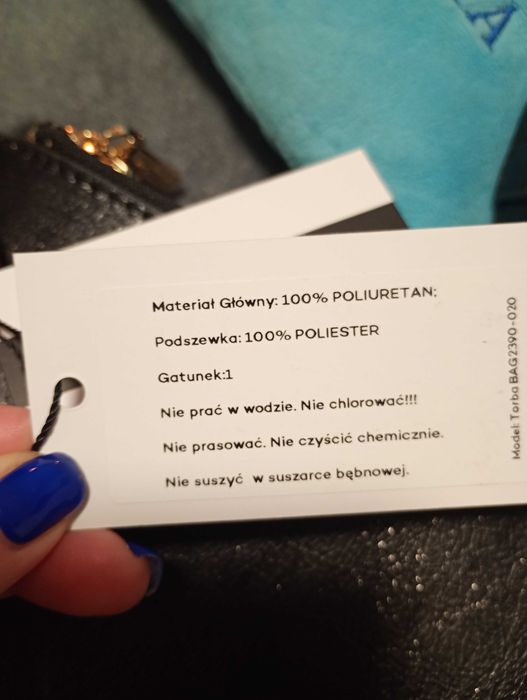 Materiał Główny: 100% POLIURETAN;
Podszewka: 100% POLIESTER
Gatunek:1
Nie prać w wodzie. Nie chlorować!!!
Nie prasować. Nie czyścić chemicznie.
Nie suszyć w suszarce bębnowej.
Model: Torba BAG2390-020
A